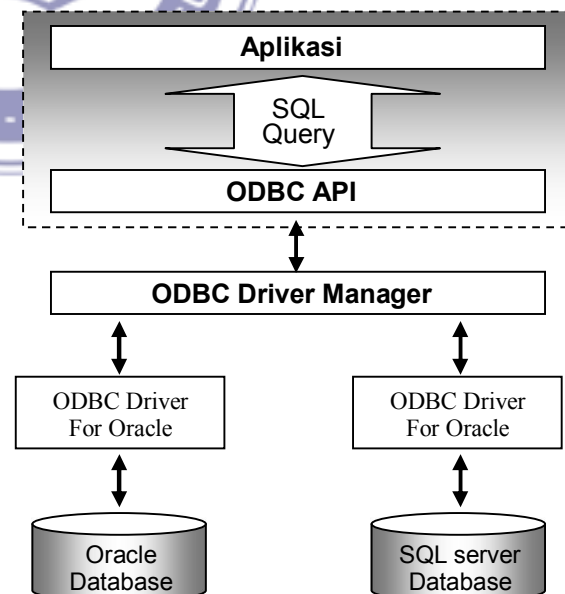 Aplikasi
SQL
Query
ODBC API
ODBC Driver Manager
ODBC Driver
For Oracle
ODBC Driver
For Oracle
Oracle
Database
SQL server
Database